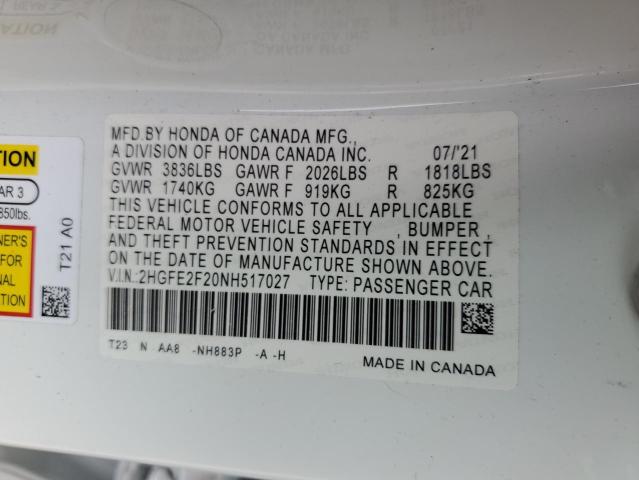 MFD.BY HONDA OF CANADA MFG.,
A DIVISION OF HONDA CANADA INC. 07/'21
GVWR 3836LBS GAWR F 2026LBS R 1818LBS
GVWR 1740KG GAWR F 919KG R 825KG
THIS VEHICLE CONFORMS TO ALL APPLICABLE
FEDERAL MOTOR VEHICLE SAFETY , BUMPER ,
AND THEFT PREVENTION STANDARDS IN EFFECT
ON THE DATE OF MANUFACTURE SHOWN ABOVE.
V.I.N.:2HGFE2F20NH517027 TYPE: PASSENGER CAR
T23 N AA8 -NH883P -A -H
MADE IN CANADA
TION
AR 3
850lbs.
NER'S
FOR
NAL
ATION
T21 A0